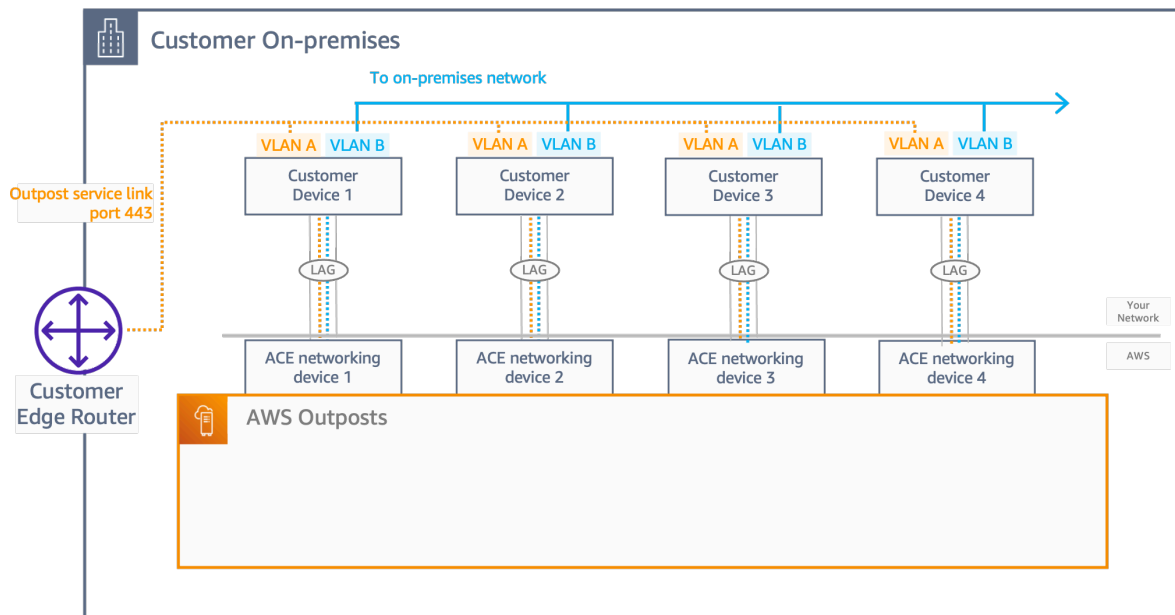 Customer On-premises
To on-premises network
VLAN A VLAN B
VLAN A VLAN B
VLAN A VLAN B
VLAN A VLAN B
Customer
Device 1
Customer
Device 2
Customer
Device 3
Customer
Device 4
Outpost service link
port 443
LAG
LAG
LAG
LAG
Your
Network
AWS
ACE networking
device 1
ACE networking
device 2
ACE networking
device 3
ACE networking
device 4
Customer
Edge Router
AWS Outposts